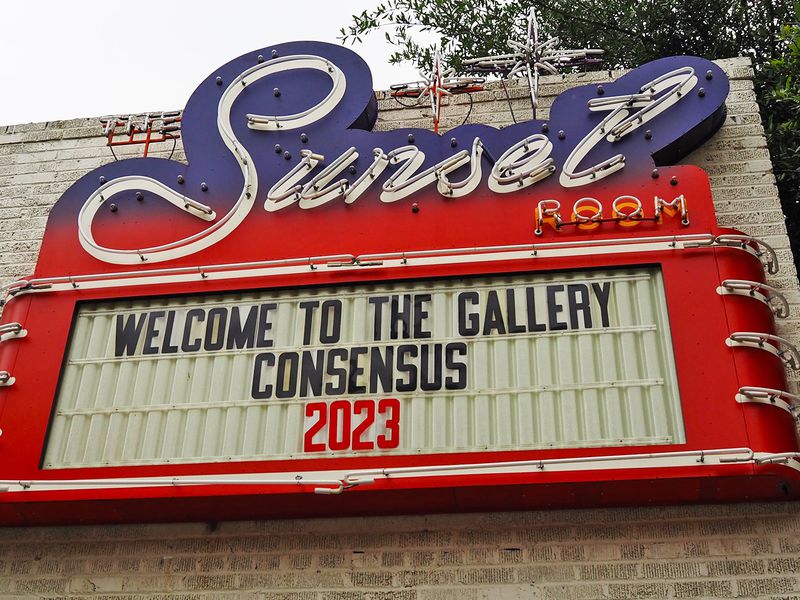 THE
Sunset
ROOM
WELCOME TO THE GALLERY
CONSENSUS
2023